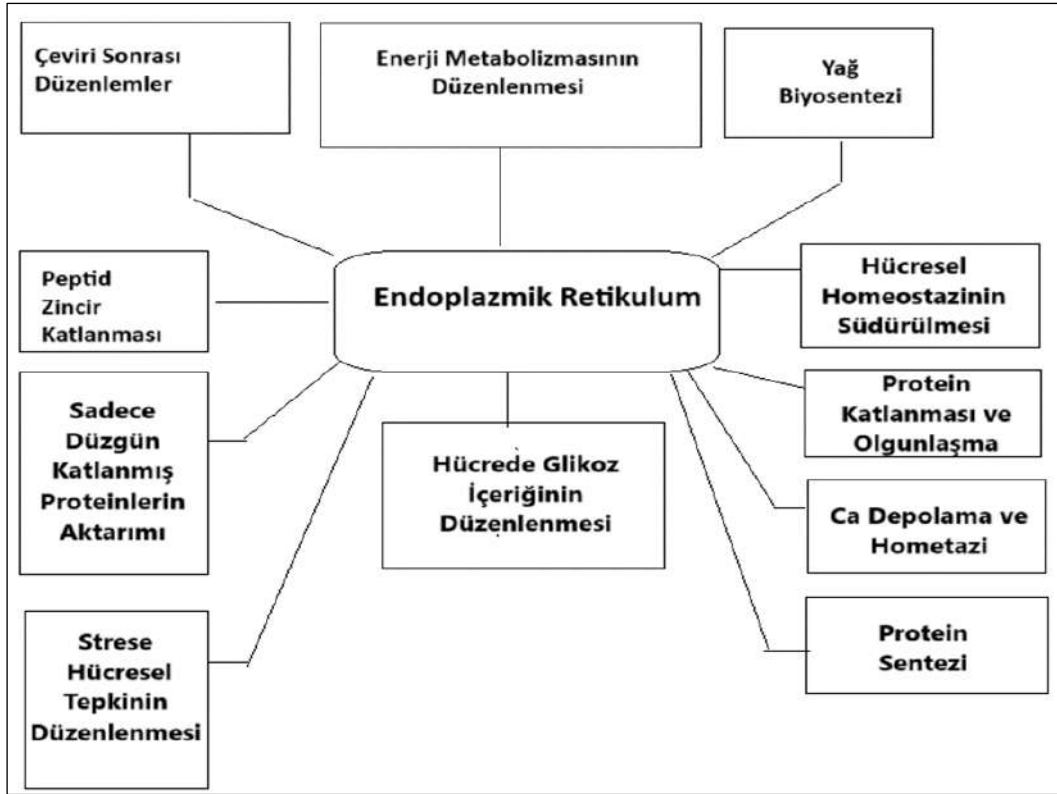 Çeviri Sonrası
Düzenlemler
Enerji Metabolizmasının
Düzenlenmesi
Yağ
Biyosentezi
Peptid
Zincir
Katlanması
Endoplazmik Retikulum
Hücresel
Homeostazinin
Südürülmesi
Sadece
Düzgün
Katlanmış
Proteinlerin
Aktarımı
Hücrede Glikoz
İçeriğinin
Düzenlenmesi
Protein
Katlanması ve
Olgunlaşma
Ca Depolama ve
Hometazi
Strese
Hücresel
Tepkinin
Düzenlenmesi
Protein
Sentezi